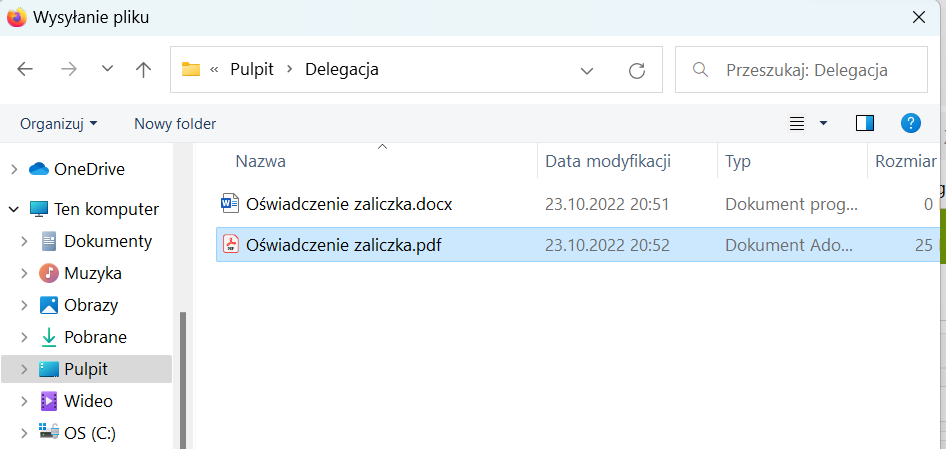 Wysyłanie pliku
« Pulpit > Delegacja
Przeszukaj: Delegacja
Organizuj
Nowy folder
Nazwa Data modyfikacji Typ Rozmiar
Oświadczenie zaliczka.docx 23.10.2022 20:51 Dokument prog... 0
Oświadczenie zaliczka.pdf 23.10.2022 20:52 Dokument Ado... 25
OneDrive
Ten komputer
Dokumenty
Muzyka
Obrazy
Pobrane
Pulpit
Wideo
OS (C:)